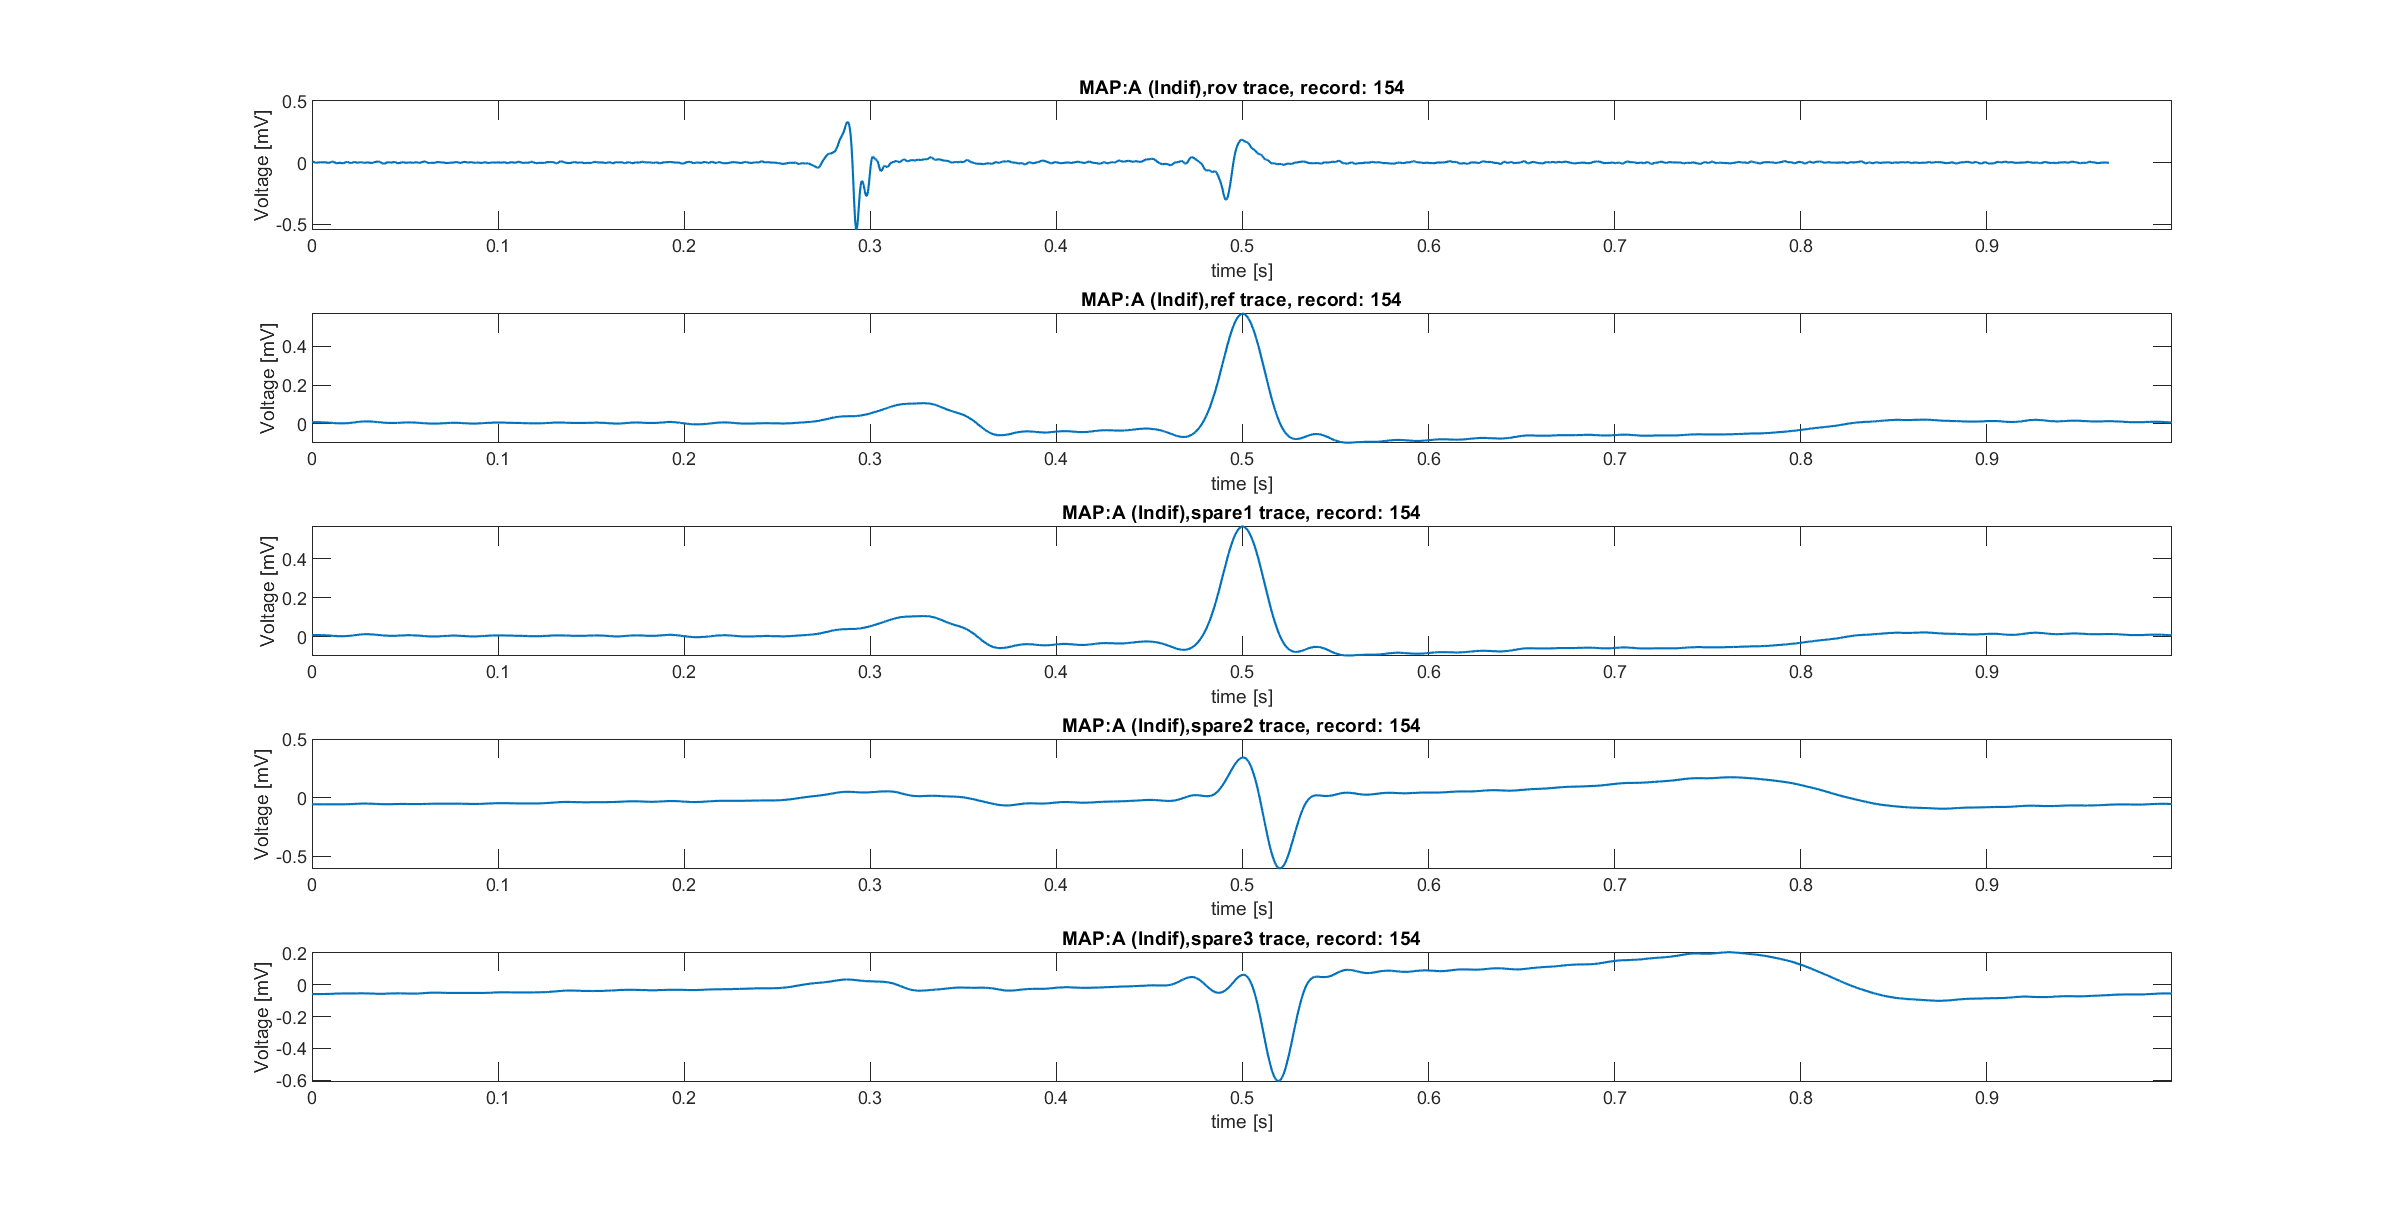 MAP:A (Indif),rov trace, record: 154
Voltage [mV]
0.5
0
-0.5
0 0.1 0.2 0.3 0.4 0.5 0.6 0.7 0.8 0.9
time [s]
MAP:A (Indif),ref trace, record: 154
Voltage [mV]
0.4
0.2
0
0 0.1 0.2 0.3 0.4 0.5 0.6 0.7 0.8 0.9
time [s]
MAP:A (Indif),spare1 trace, record: 154
Voltage [mV]
0.4
0.2
0
0 0.1 0.2 0.3 0.4 0.5 0.6 0.7 0.8 0.9
time [s]
MAP:A (Indif),spare2 trace, record: 154
Voltage [mV]
0.5
0
-0.5
0 0.1 0.2 0.3 0.4 0.5 0.6 0.7 0.8 0.9
time [s]
MAP:A (Indif),spare3 trace, record: 154
Voltage [mV]
0.2
0
-0.2
-0.4
-0.6
0 0.1 0.2 0.3 0.4 0.5 0.6 0.7 0.8 0.9
time [s]